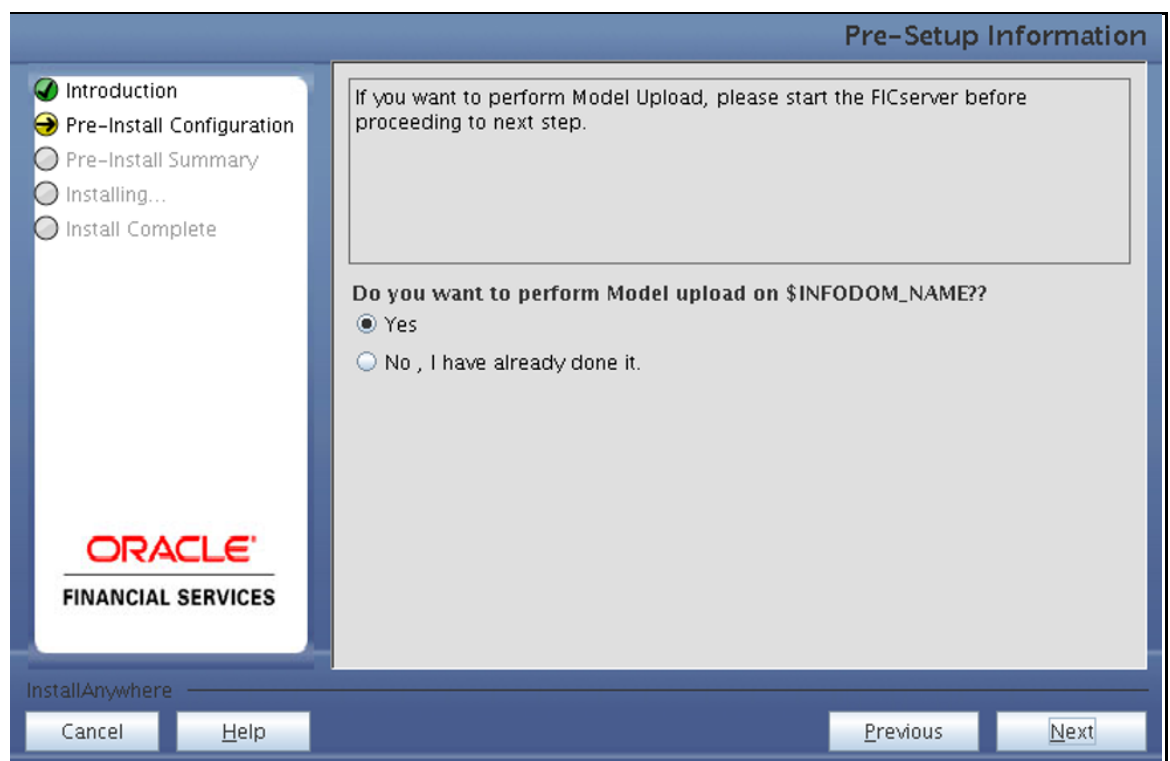 Pre-Setup Information
Introduction
Pre-Install Configuration
Pre-Install Summary
Installing...
Install Complete
ORACLE'
FINANCIAL SERVICES
If you want to perform Model Upload, please start the FICserver before
proceeding to next step.
Do you want to perform Model upload on $INFODOM_NAME??
Yes
No , I have already done it.
InstallAnywhere
Cancel
Help
Previous
Next